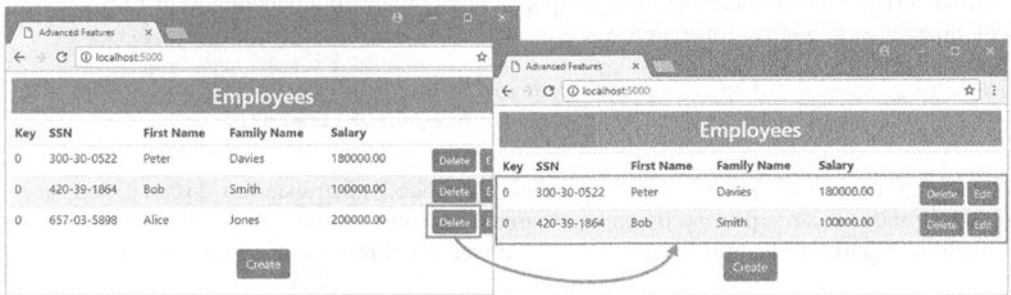 Advanced Features
localhost:5000
Employees
Key SSN First Name Family Name Salary
0 300-30-0522 Peter Davies 180000.00 Delete E
0 420-39-1864 Bob Smith 100000.00 Delete E
0 657-03-5898 Alice Jones 200000.00 Delete E
Create
Advanced Features
localhost:5000
Employees
Key SSN First Name Family Name Salary
0 300-30-0522 Peter Davies 180000.00 Delete Edit
0 420-39-1864 Bob Smith 100000.00 Delete Edit
Create